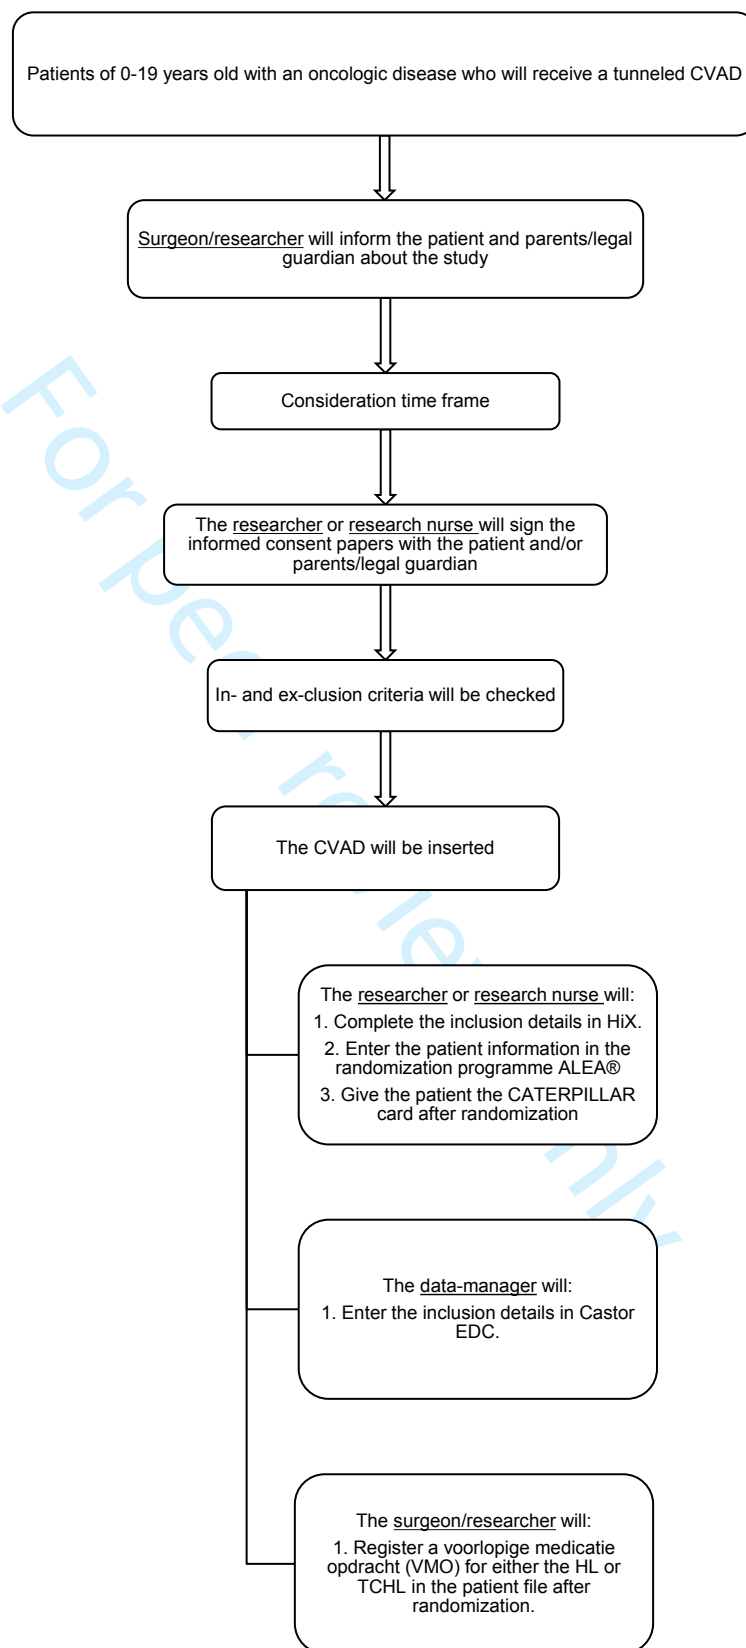 Patients of 0-19 years old with an oncologic disease who will receive a tunneled CVAD
Surgeon/researcher will inform the patient and parents/legal
guardian about the study
Consideration time frame
The researcher or research nurse will sign the
informed consent papers with the patient and/or
parents/legal guardian
In- and ex-clusion criteria will be checked
The CVAD will be inserted
The researcher or research nurse will:
1. Complete the inclusion details in HiX.
2. Enter the patient information in the
randomization programme ALEA®
3. Give the patient the CATERPILLAR
card after randomization
The data-manager will:
1. Enter the inclusion details in Castor
EDC.
The surgeon/researcher will:
1. Register a voorlopige medicatie
opdracht (VMO) for either the HL or
TCHL in the patient file after
randomization.
For peer review only